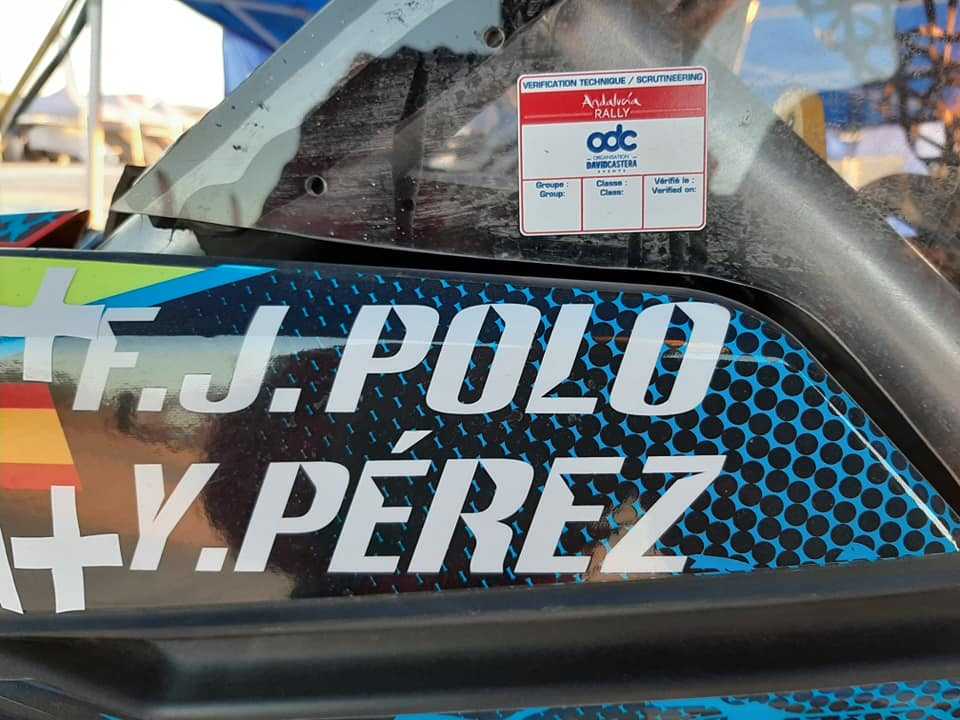 VERIFICATION TECHNIQUE / SCRUTINEERING
Andalucía
RALLY
odc
ORGANISATION
DAVIDCASTERA
EVENTS
Groupe : Classe : Vérifié le :
Group: Class: Verified on:
F.J. POLO
Y. PÉREZ